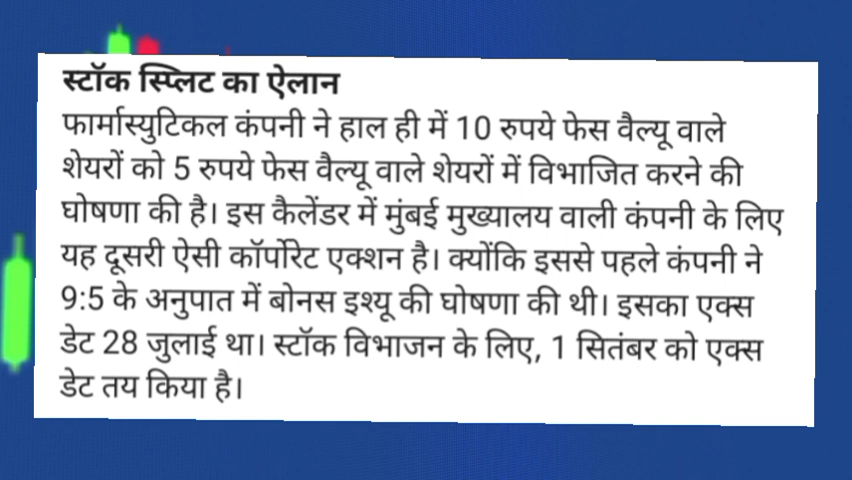 स्टॉक स्प्लिट का ऐलान
फार्मास्युटिकल कंपनी ने हाल ही में 10 रुपये फेस वैल्यू वाले
शेयरों को 5 रुपये फेस वैल्यू वाले शेयरों में विभाजित करने की
घोषणा की है। इस कैलेंडर में मुंबई मुख्यालय वाली कंपनी के लिए
यह दूसरी ऐसी कॉर्पोरेट एक्शन है। क्योंकि इससे पहले कंपनी ने
9:5 के अनुपात में बोनस इश्यू की घोषणा की थी। इसका एक्स
डेट 28 जुलाई था। स्टॉक विभाजन के लिए, 1 सितंबर को एक्स
डेट तय किया है।